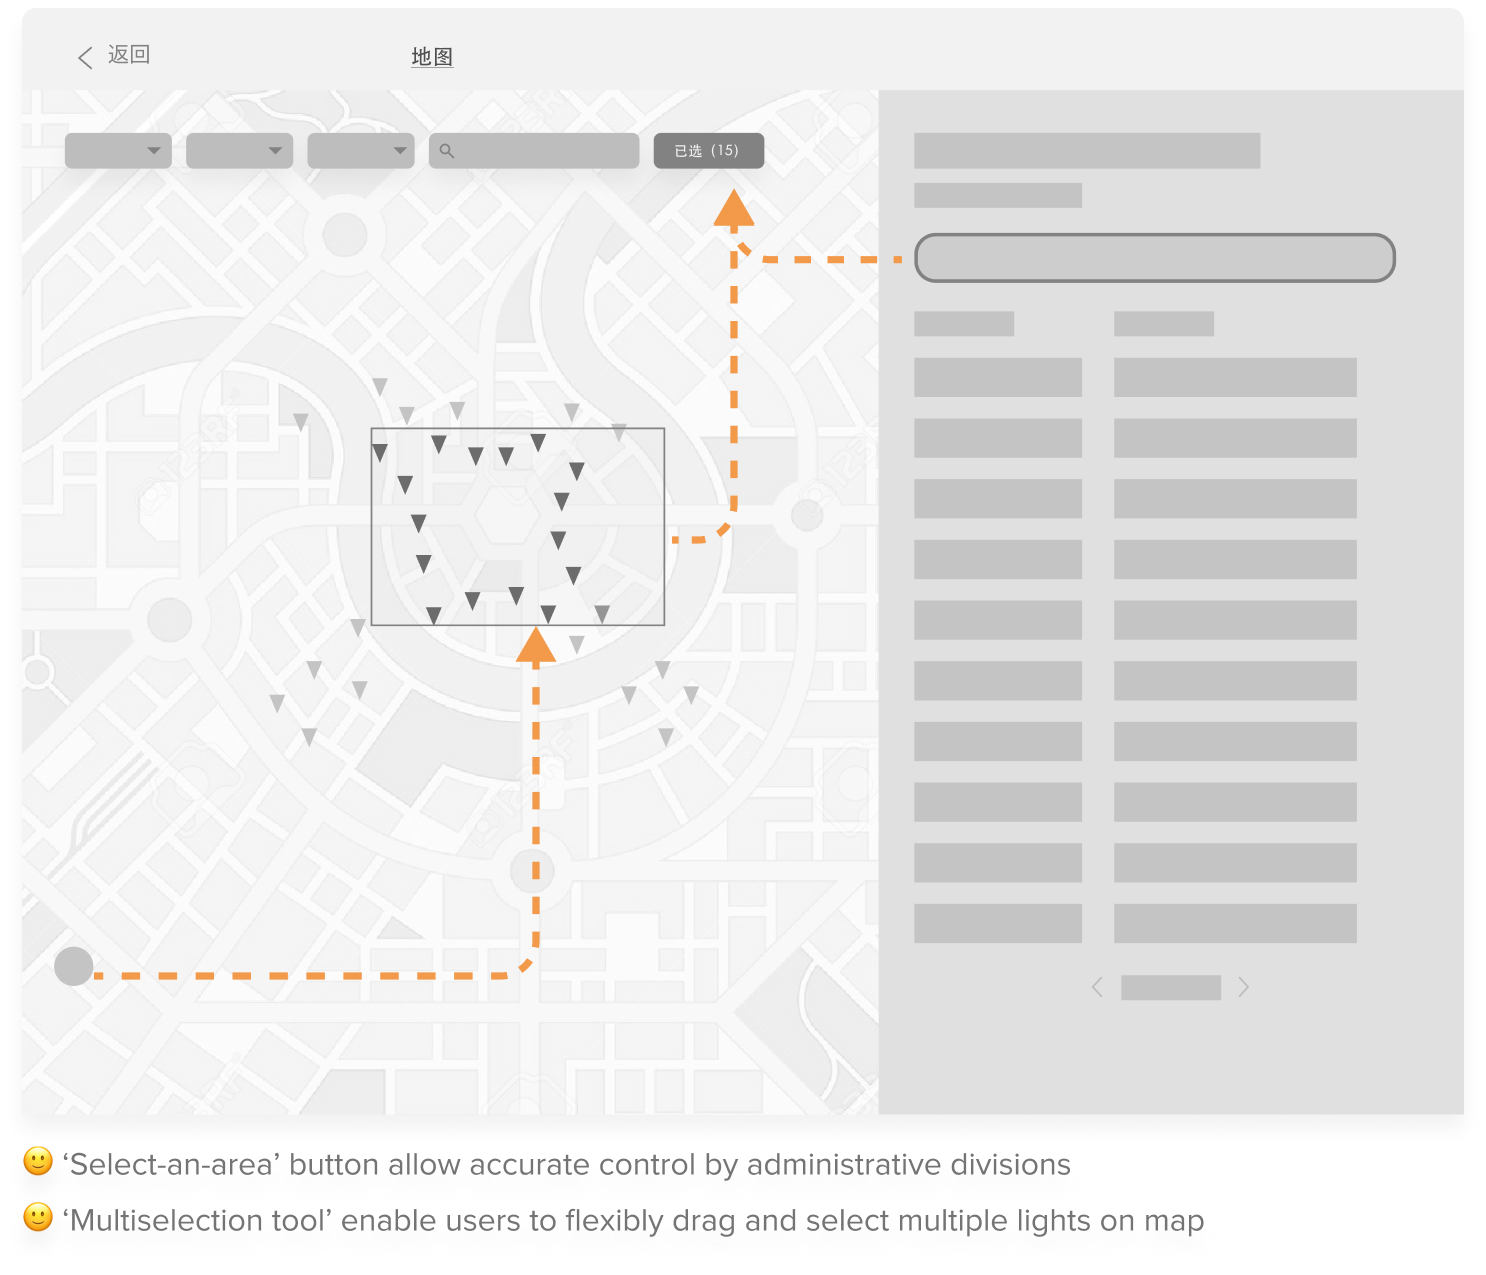 返回
地图
已选（15）
‘Select-an-area’ button allow accurate control by administrative divisions
‘Multiselection tool’ enable users to flexibly drag and select multiple lights on map